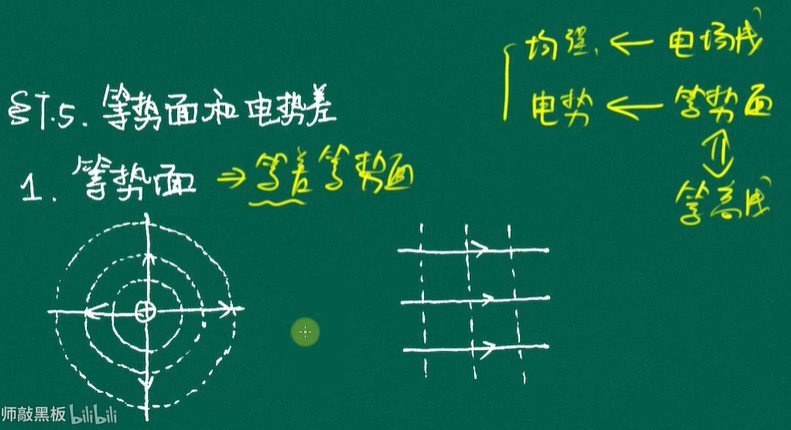 均强 ← 电场线
电势 ← 等势面
⇕
等高线
§7.5. 等势面和电势差
1. 等势面 → 等差等势面
师敲黑板 bilibili